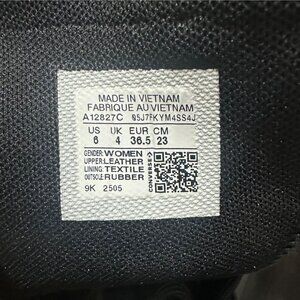 MADE IN VIETNAM
FABRIQUE AU VIETNAM
A12827C 05J7FKYM4SS4J
US UK EUR CM
6 4 36.5 23
GENDER: WOMEN
UPPER: LEATHER
LINING: TEXTILE
OUTSOLE: RUBBER
9K 2505
CONVERSE